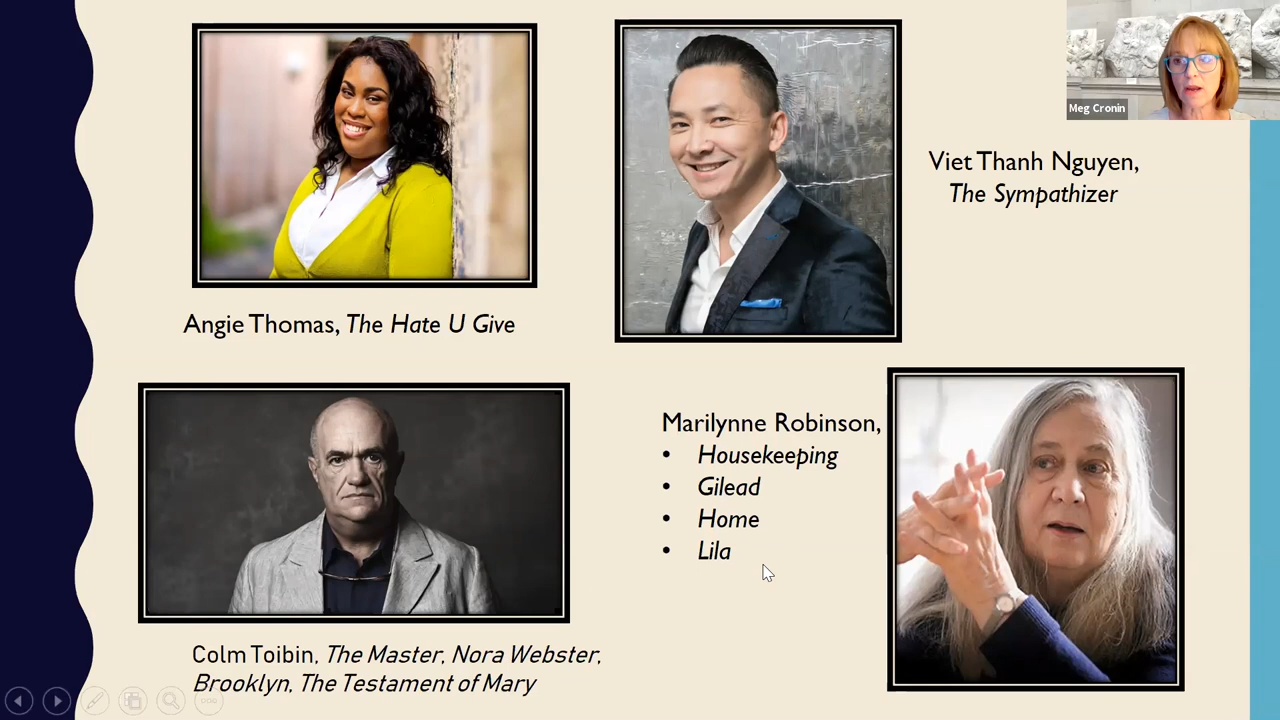 Meg Cronin
Viet Thanh Nguyen,
The Sympathizer
Angie Thomas, The Hate U Give
Marilynne Robinson,
• Housekeeping
• Gilead
• Home
• Lila
Colm Toibin, The Master, Nora Webster,
Brooklyn, The Testament of Mary